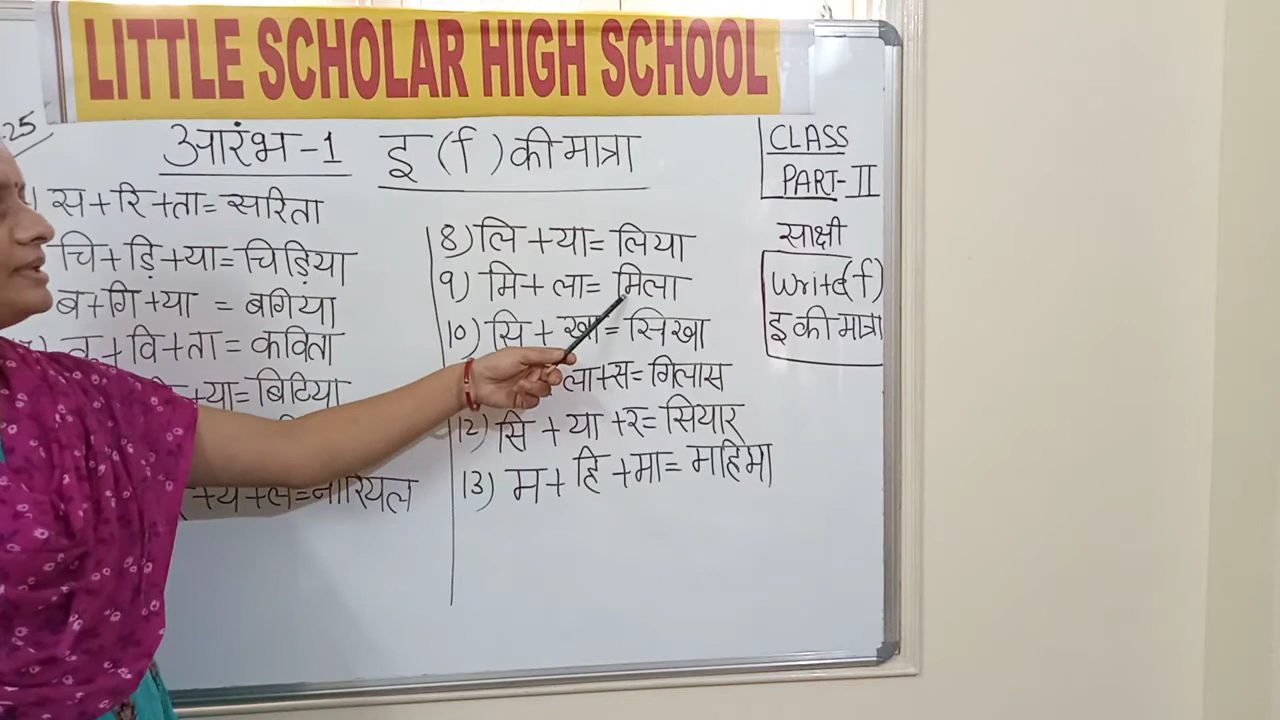 LITTLE SCHOLAR HIGH SCHOOL
25
आरंभ-1 इ (ि) की मात्रा
स+रि+ता=सरिता
चि+ड़ि+या=चिड़िया
ब+गि+या = बगिया
क+वि+ता=कविता
+या=बिटिया
+य+ल=नारियल
8) लि+या=लिया
9) मि+ला=मिला
10) सि+खा=सिखा
ला+स=गिलास
12) सि+या+र=सियार
13) म+हि+मा=महिमा
CLASS
PART-II
साक्षी
Write (ि)
इ की मात्रा